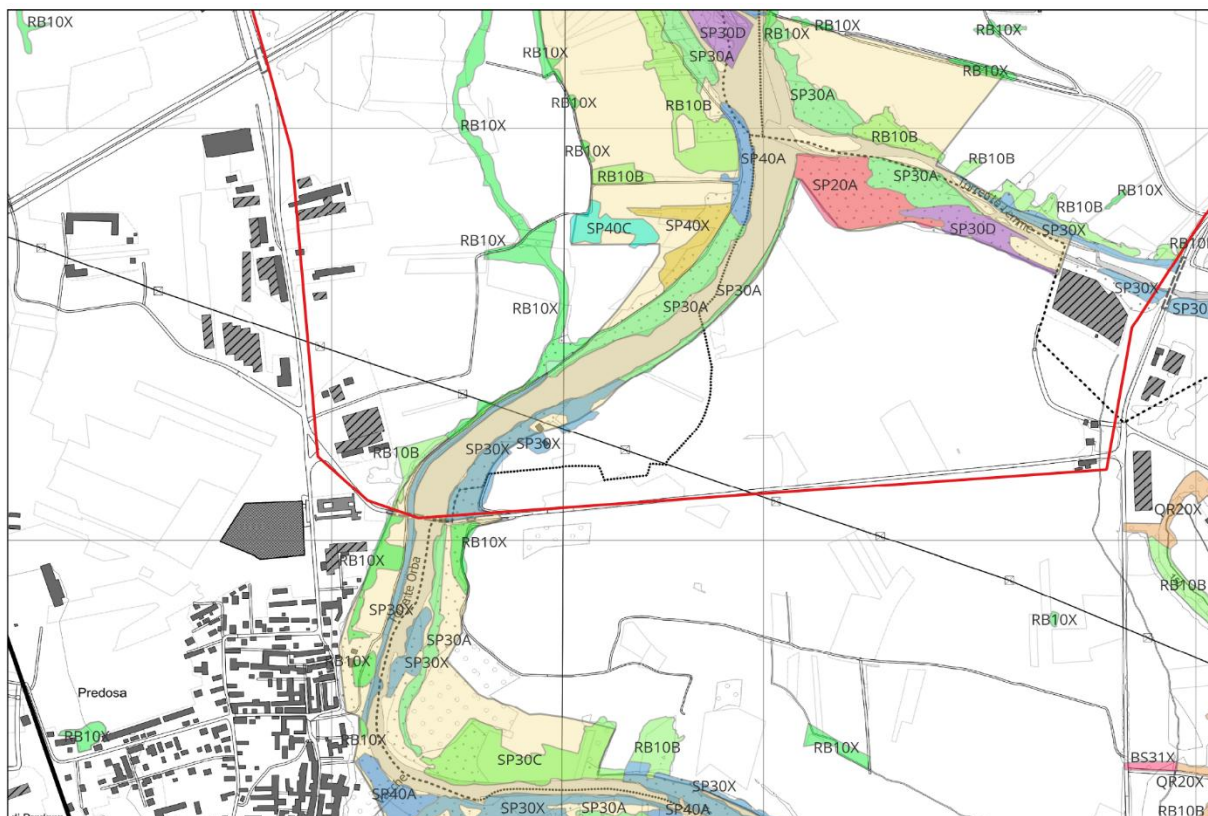 RB10X
SP30D
RB10X
RB10X
RB10X
SP30A
RB10X
RB10X
SP30A
RB10X
RB10B
RB10X
RB10B
RB10X
SP40A
RB10B
RB10B
SP20A
SP30A
RB10X
RB10B
SP40C
SP40X
SP30X
SP30D
RB10X
SP30X
SP30A
SP30A
RB10X
SP30
SP30X
SP30X
RB10B
QR20X
RB10X
RB10X
RB10B
SP30X
RB10X
SP30A
RB10X
SP30X
Predosa
RB10X
RB10X
RB10B
RB10X
SP30C
BS31X
SP30X
QR20X
SP40A
SP30X
SP30A
SP40A
RB10B